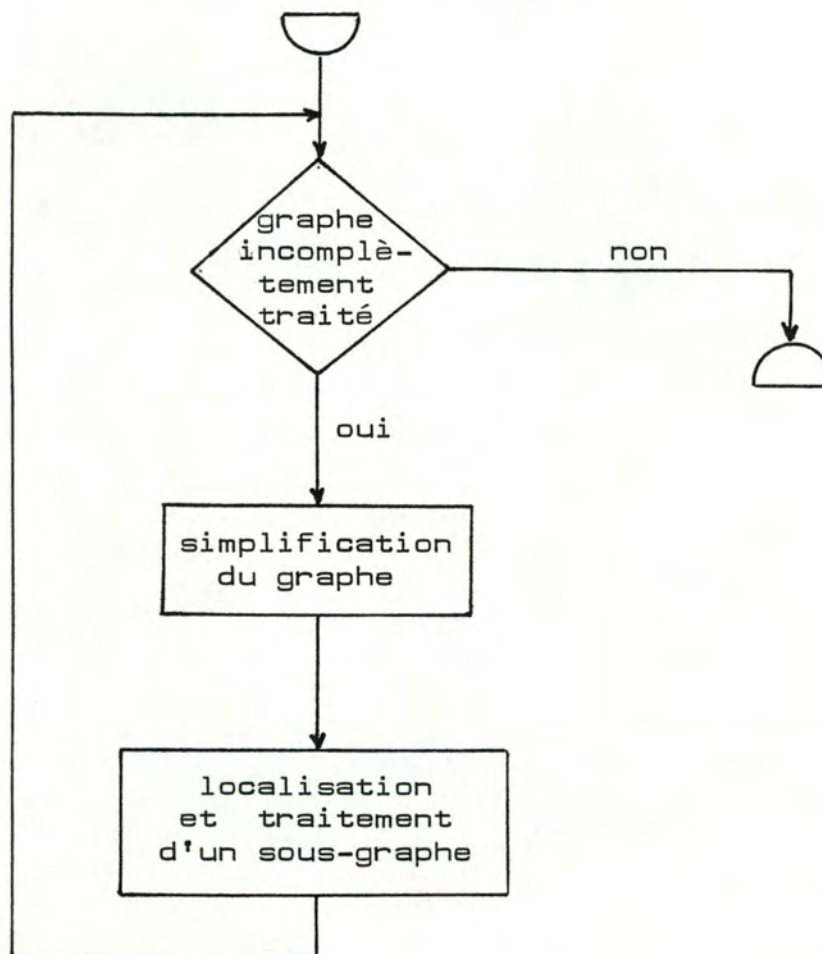 graphe
incomplè-
tement
traité
non
oui
simplification
du graphe
localisation
et traitement
d'un sous-graphe